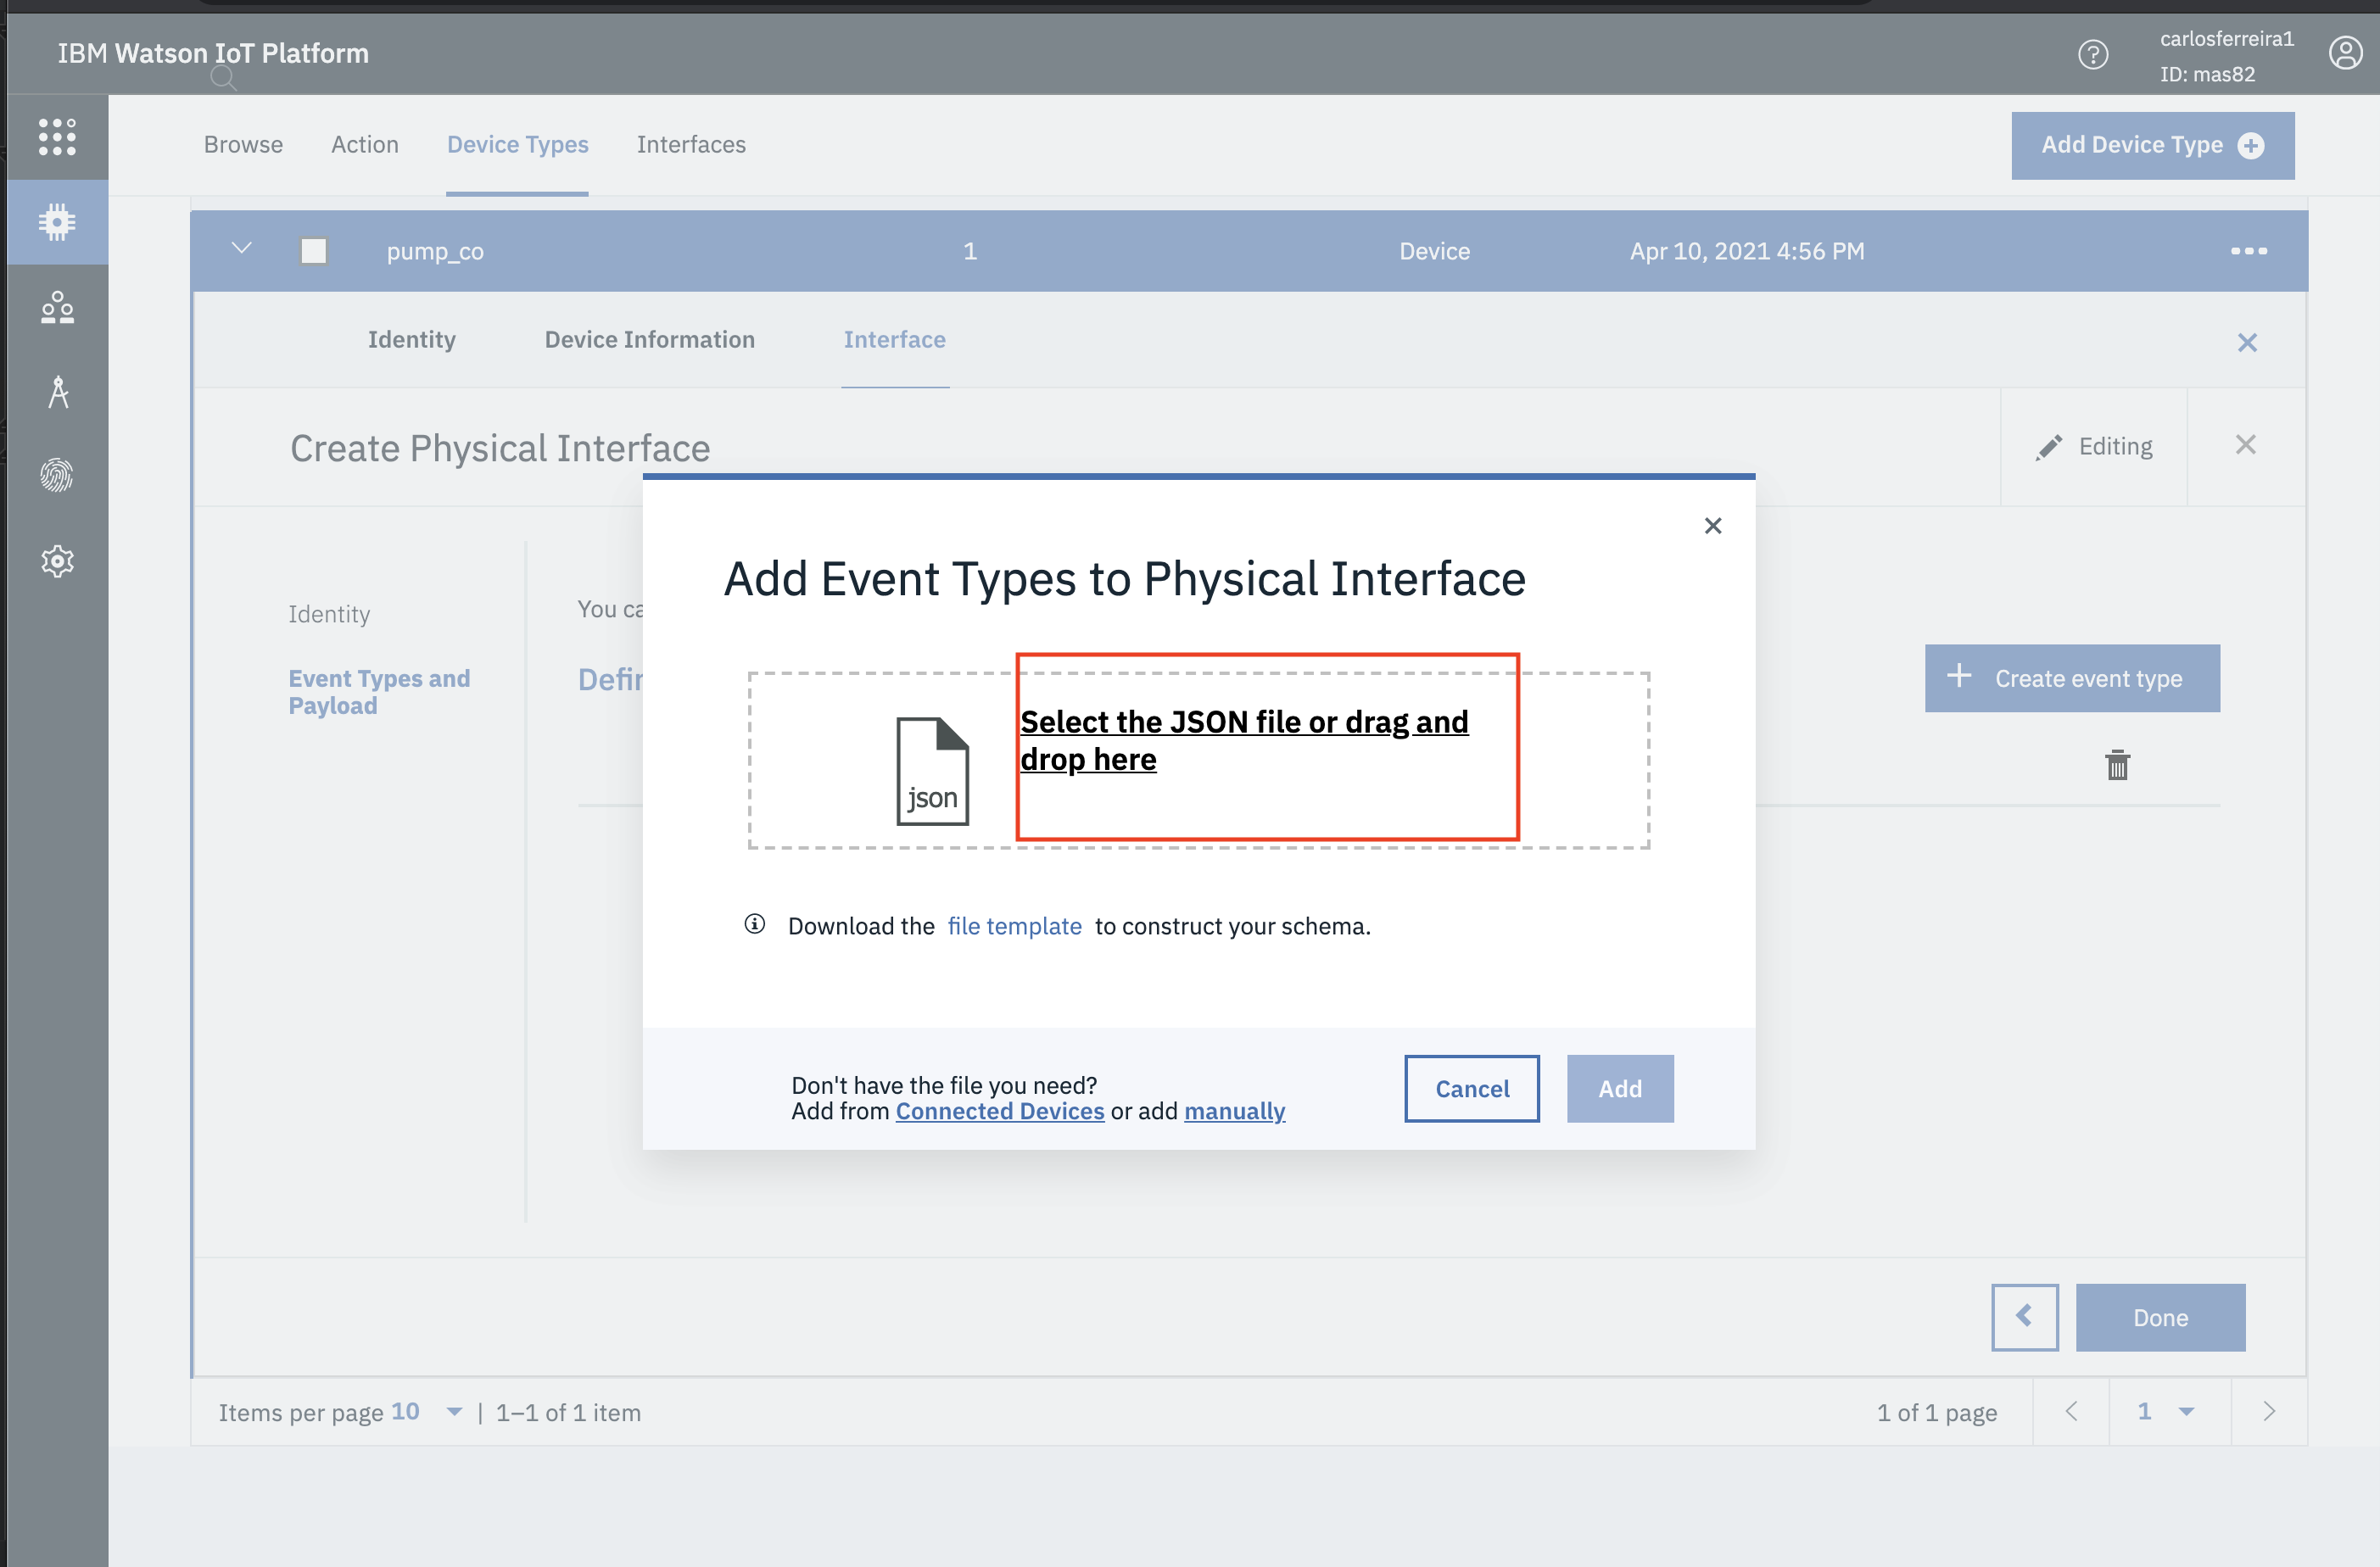 IBM Watson IoT Platform
carlosferreira1
ID: mas82
Browse Action Device Types Interfaces
Add Device Type
pump_co 1 Device Apr 10, 2021 4:56 PM
Identity Device Information Interface
Create Physical Interface
Editing
Identity
Event Types and
Payload
You ca
Defin
Create event type
Add Event Types to Physical Interface
json
Select the JSON file or drag and
drop here
Download the file template to construct your schema.
Don't have the file you need?
Add from Connected Devices or add manually
Cancel
Add
Done
Items per page 10 | 1–1 of 1 item
1 of 1 page
1